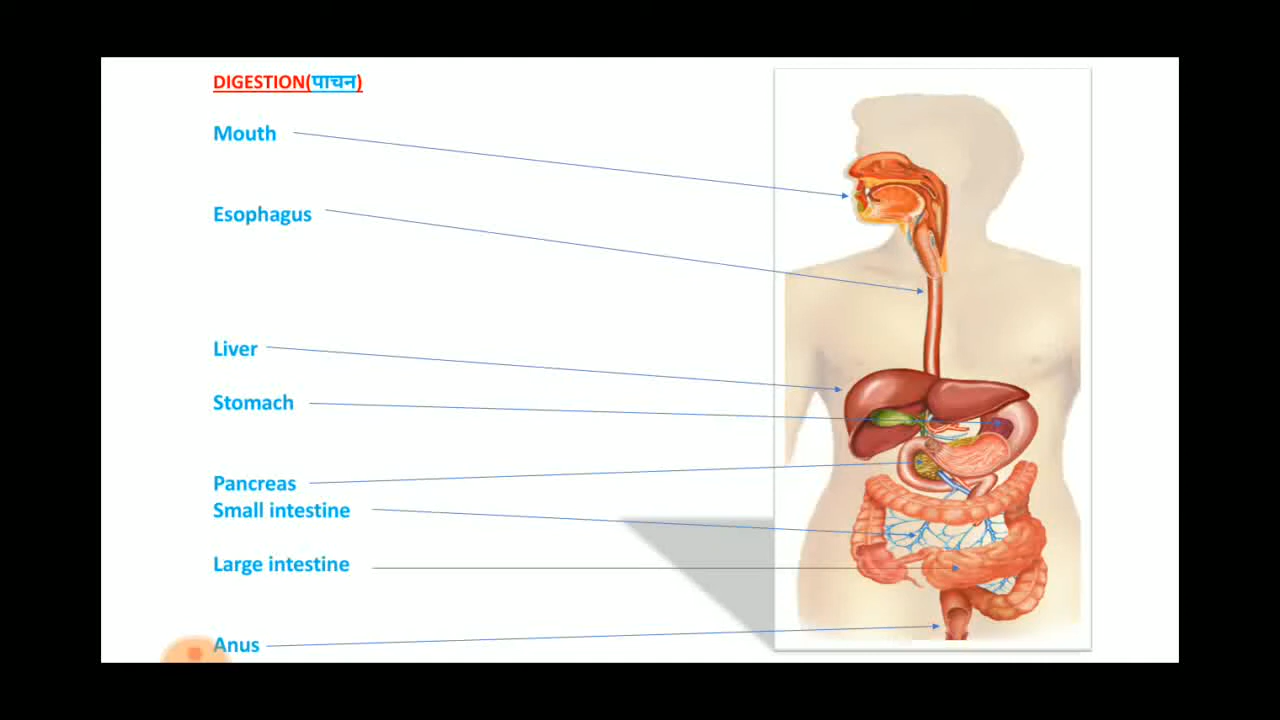 DIGESTION(पाचन)
Mouth
Esophagus
Liver
Stomach
Pancreas
Small intestine
Large intestine
Anus